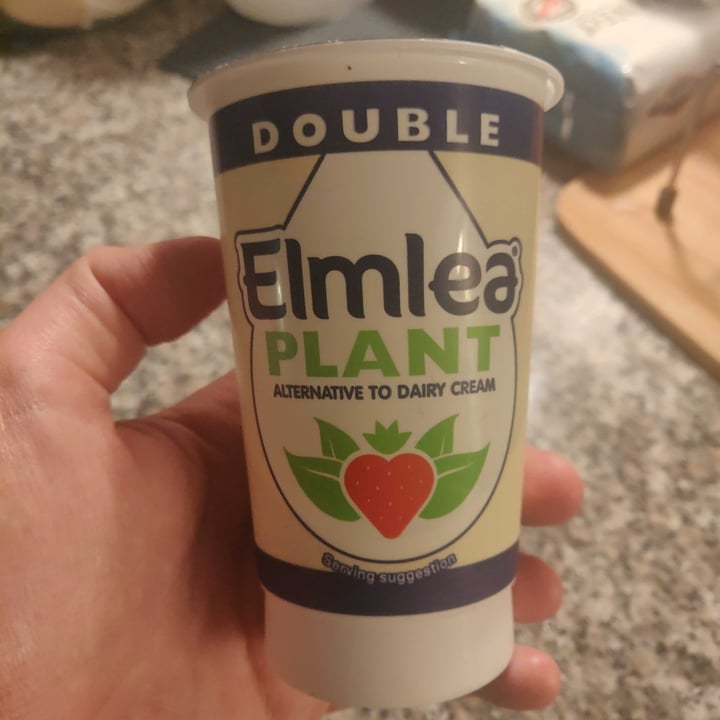 DOUBLE
Elmlea
PLANT
ALTERNATIVE TO DAIRY CREAM
Serving suggestion